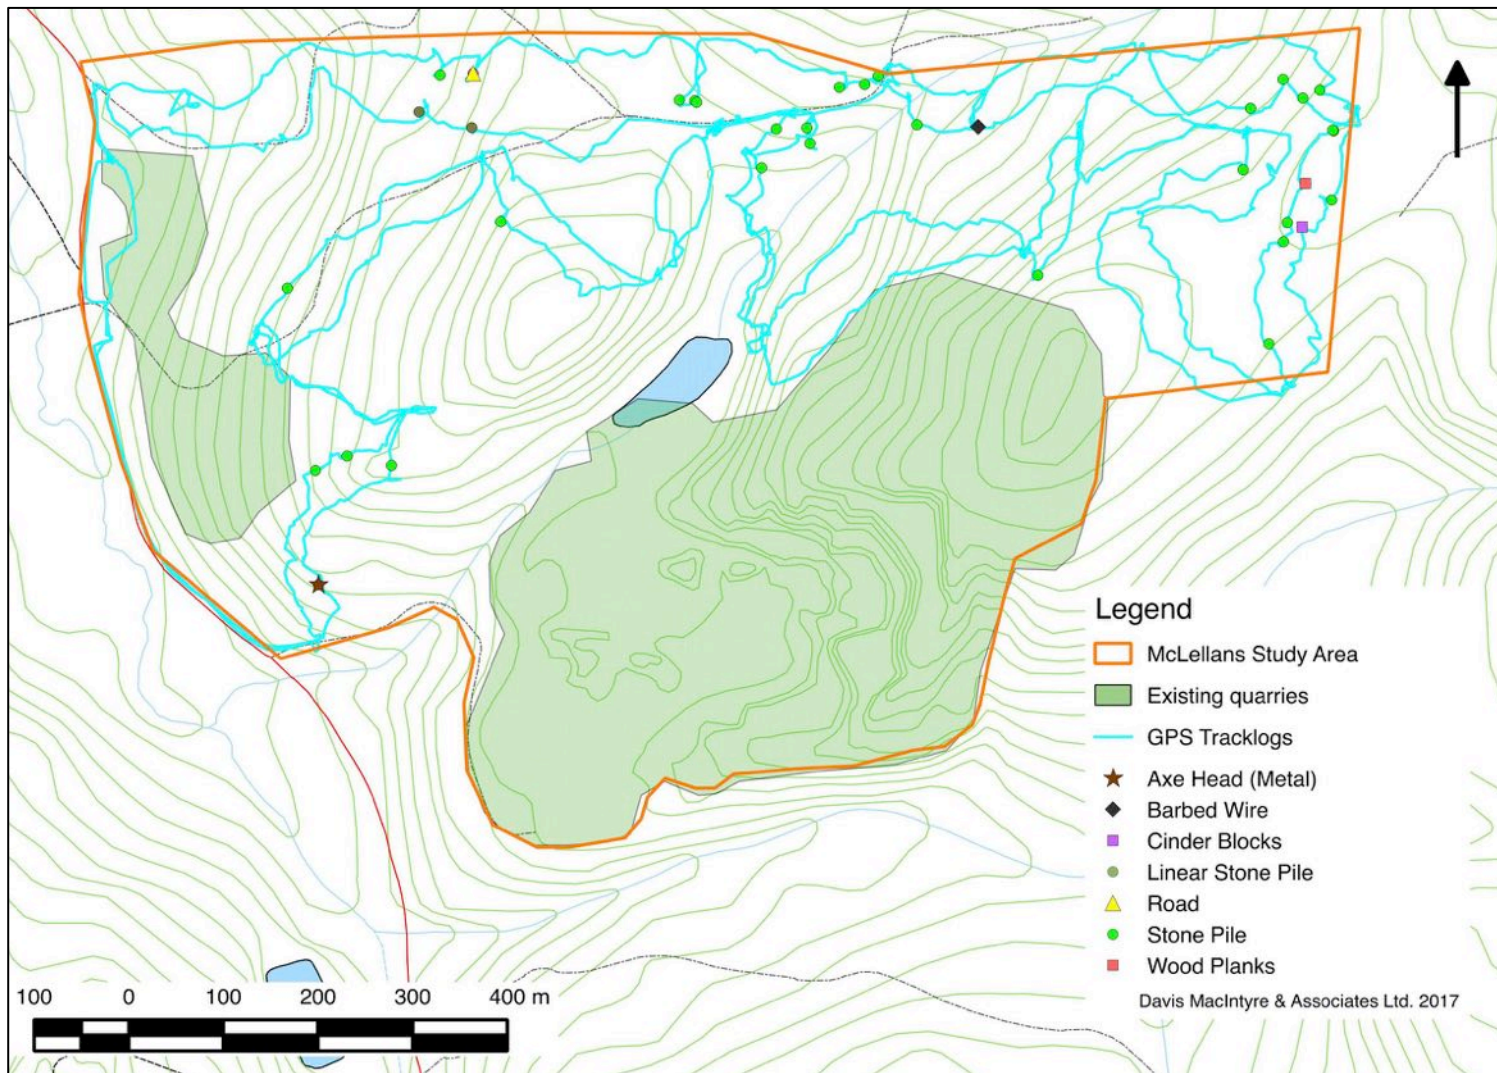 Legend
McLellans Study Area
Existing quarries
GPS Tracklogs
Axe Head (Metal)
Barbed Wire
Cinder Blocks
Linear Stone Pile
Road
Stone Pile
Wood Planks
Davis MacIntyre & Associates Ltd. 2017
100 0 100 200 300 400 m